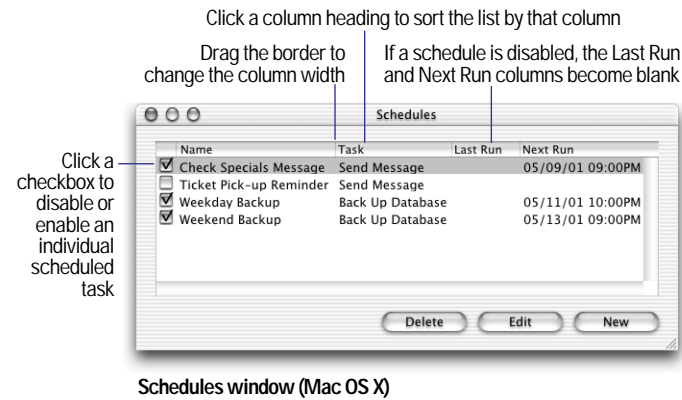 Click a column heading to sort the list by that column
Drag the border to
change the column width
If a schedule is disabled, the Last Run
and Next Run columns become blank
Schedules
Name Task Last Run Next Run
Check Specials Message Send Message 05/09/01 09:00PM
Ticket Pick-up Reminder Send Message
Weekday Backup Back Up Database 05/11/01 10:00PM
Weekend Backup Back Up Database 05/13/01 09:00PM
Click a
checkbox to
disable or
enable an
individual
scheduled
task
Delete Edit New
Schedules window (Mac OS X)